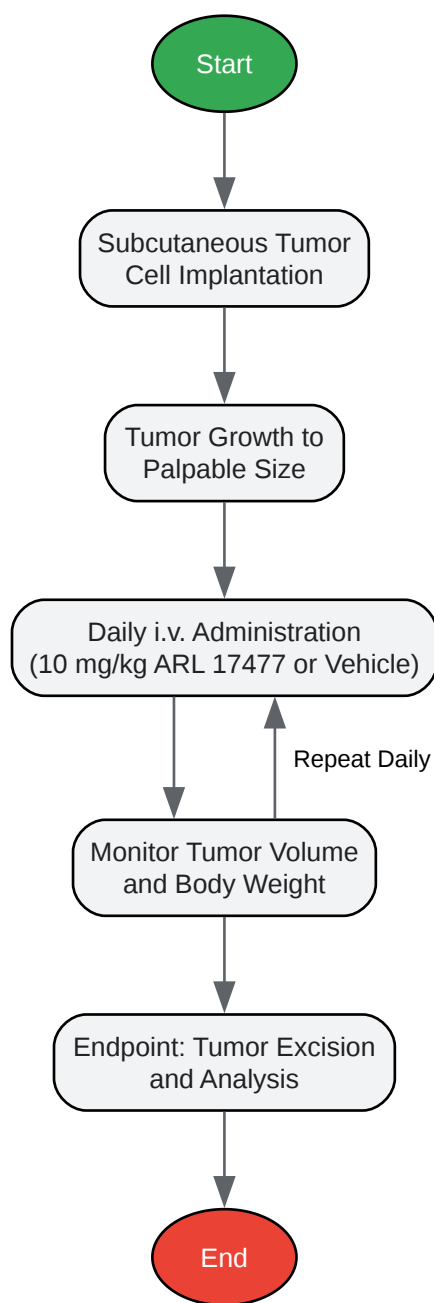 Start
Subcutaneous Tumor
Cell Implantation
Tumor Growth to
Palpable Size
Daily i.v. Administration
(10 mg/kg ARL 17477 or Vehicle)
Repeat Daily
Monitor Tumor Volume
and Body Weight
Endpoint: Tumor Excision
and Analysis
End